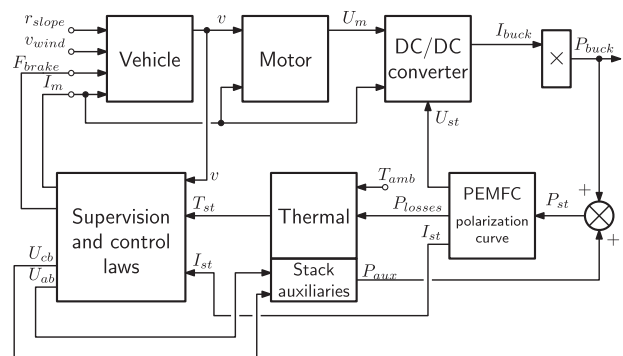 r_slope
v
U_m
I_buck
P_buck
v_wind
Vehicle
Motor
DC/DC
converter
×
F_brake
I_m
U_st
v
T_amb
+
Supervision
and control
laws
T_st
Thermal
P_losses
PEMFC
polarization
curve
P_st
+
I_st
U_cb
U_ab
I_st
Stack
auxiliaries
P_aux